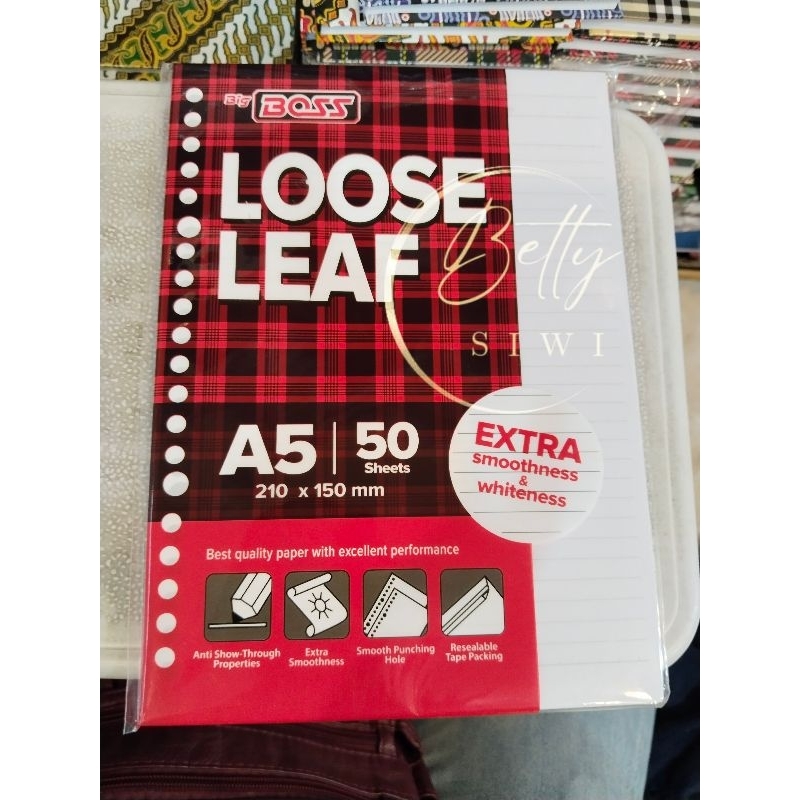 Big BOSS
LOOSE
LEAF
Betty
SIWI
A5 | 50
Sheets
210 x 150 mm
EXTRA
smoothness
&
whiteness
Best quality paper with excellent performance
Anti Show-Through
Properties
Extra
Smoothness
Smooth Punching
Hole
Resealable
Tape Packing